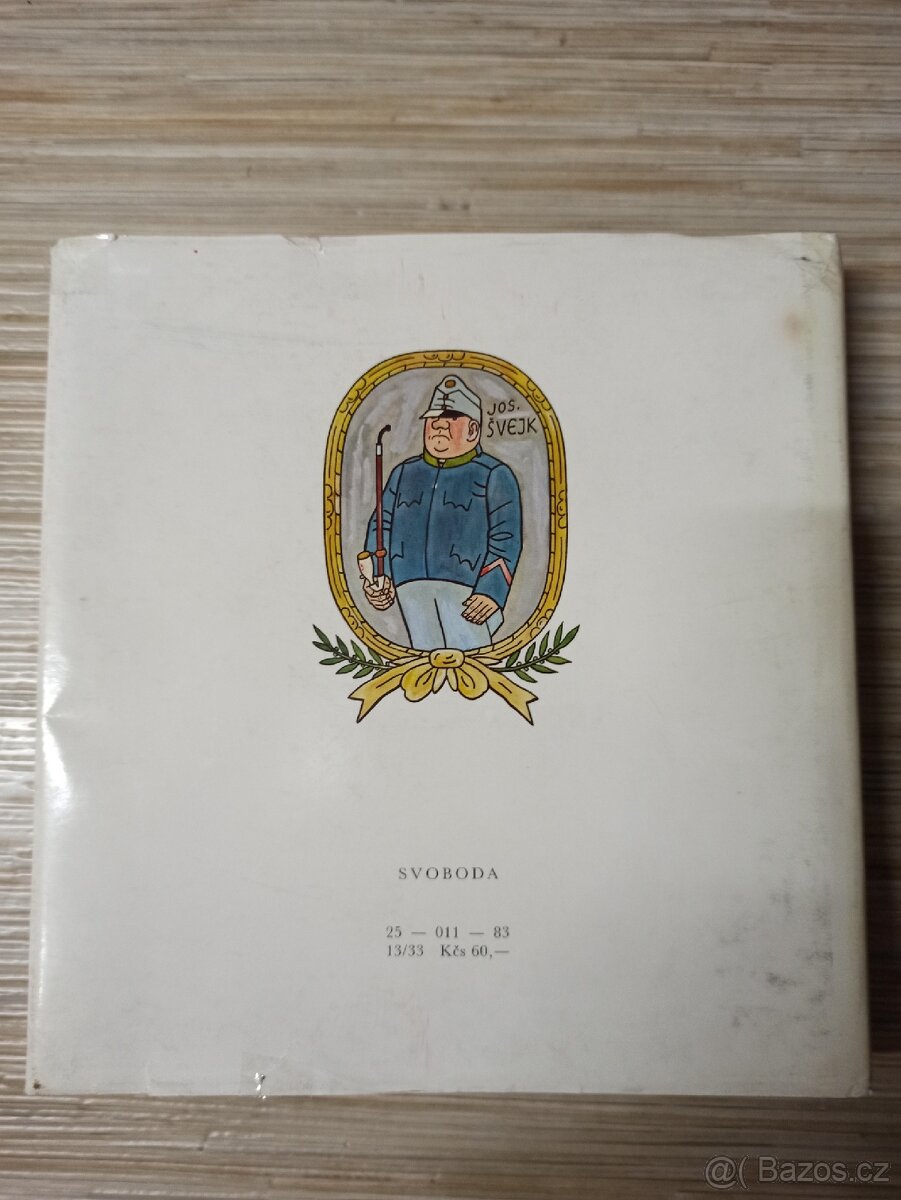 JOS.
ŠVEJK
SVOBODA
25 — 011 — 83
13/33 Kčs 60,—
@( Bazos.cz